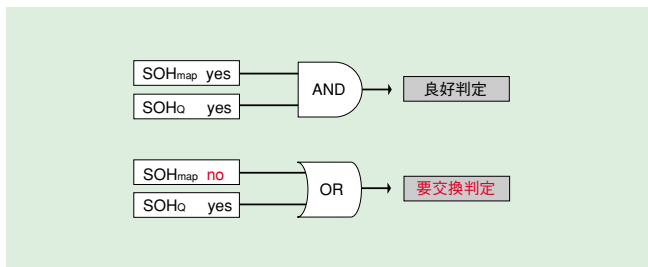 SOHmap yes
AND
良好判定
SOHQ yes
SOHmap no
OR
要交換判定
SOHQ yes